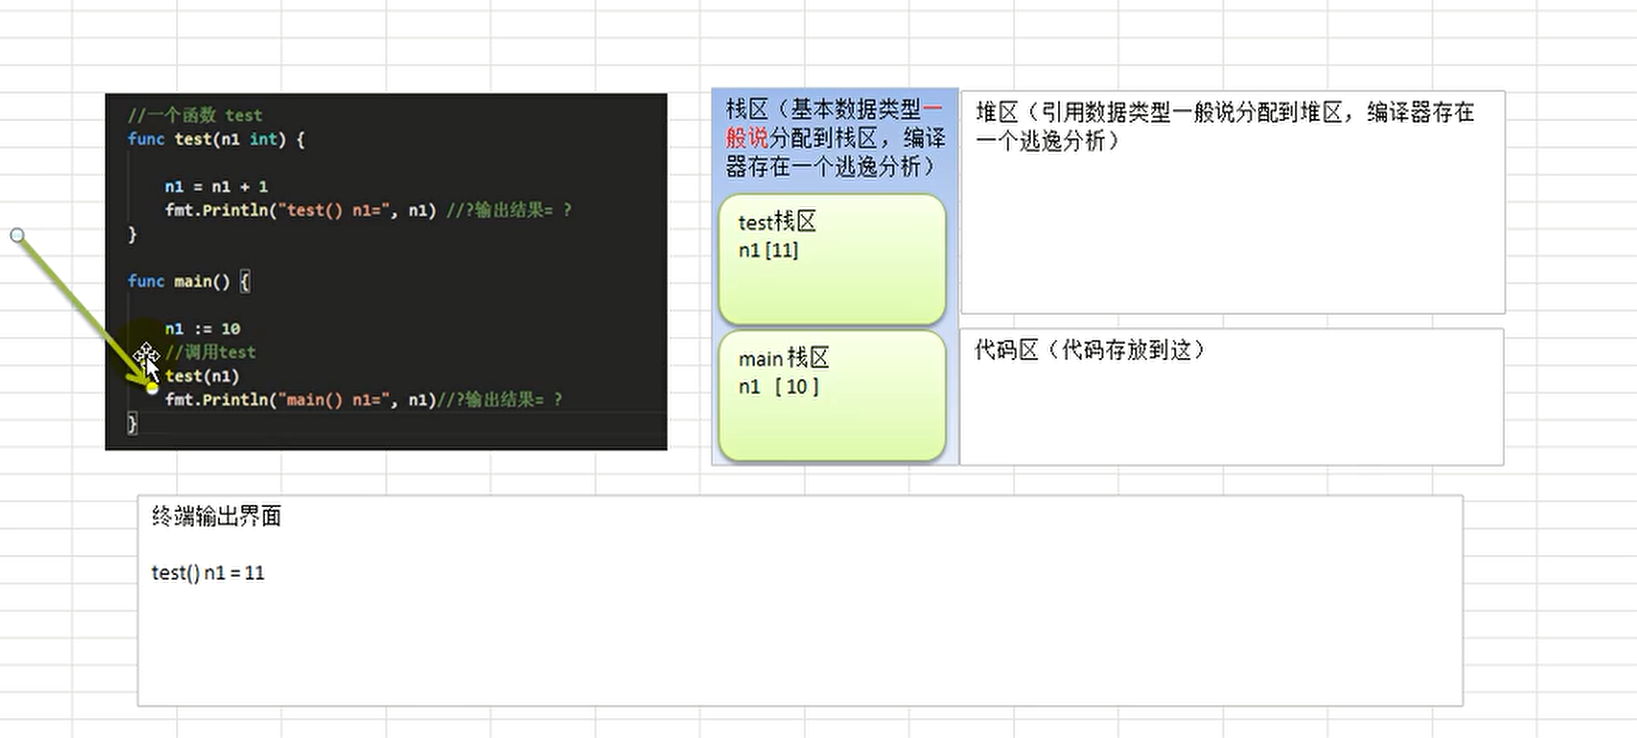 //一个函数 test
func test(n1 int) {
n1 = n1 + 1
fmt.Println("test() n1=", n1) //?输出结果= ?
}
func main() {
n1 := 10
//调用test
test(n1)
fmt.Println("main() n1=", n1)//?输出结果= ?
}
栈区（基本数据类型一
般说分配到栈区，编译
器存在一个逃逸分析）
test栈区
n1 [11]
main 栈区
n1 [ 10 ]
堆区（引用数据类型一般说分配到堆区，编译器存在
一个逃逸分析）
代码区（代码存放到这）
终端输出界面
test() n1 = 11